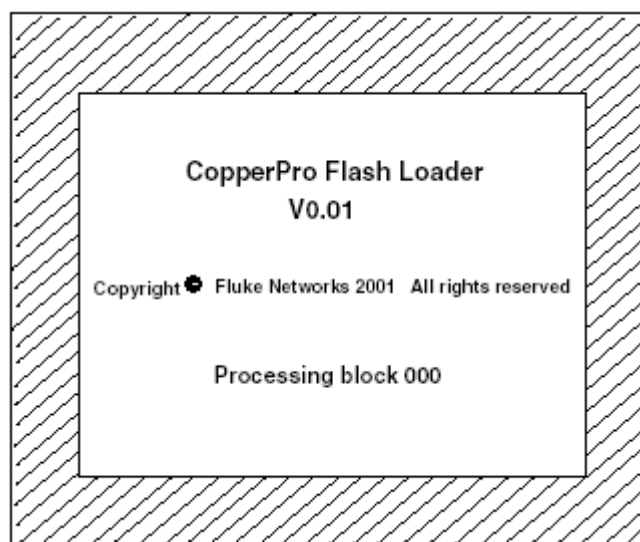 CopperPro Flash Loader
V0.01
Copyright © Fluke Networks 2001 All rights reserved
Processing block 000